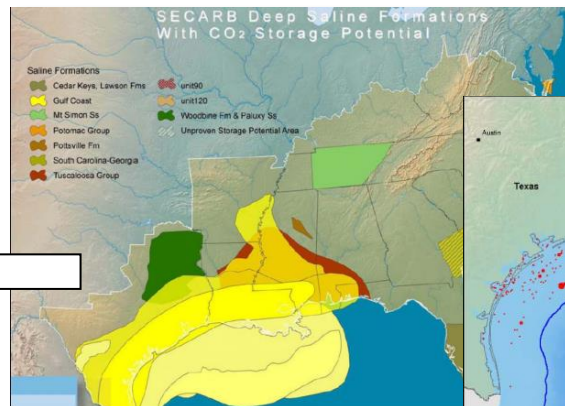 SECARB Deep Saline Formations
With CO₂ Storage Potential
Saline Formations
Cedar Keys, Lawson Fms
Gulf Coast
Mt Simon Ss
Potomac Group
Pottsville Fm
South Carolina-Georgia
Tuscaloosa Group
unit90
unit120
Woodbine Fm & Paluxy Ss
Unproven Storage Potential Area
Austin
Texas